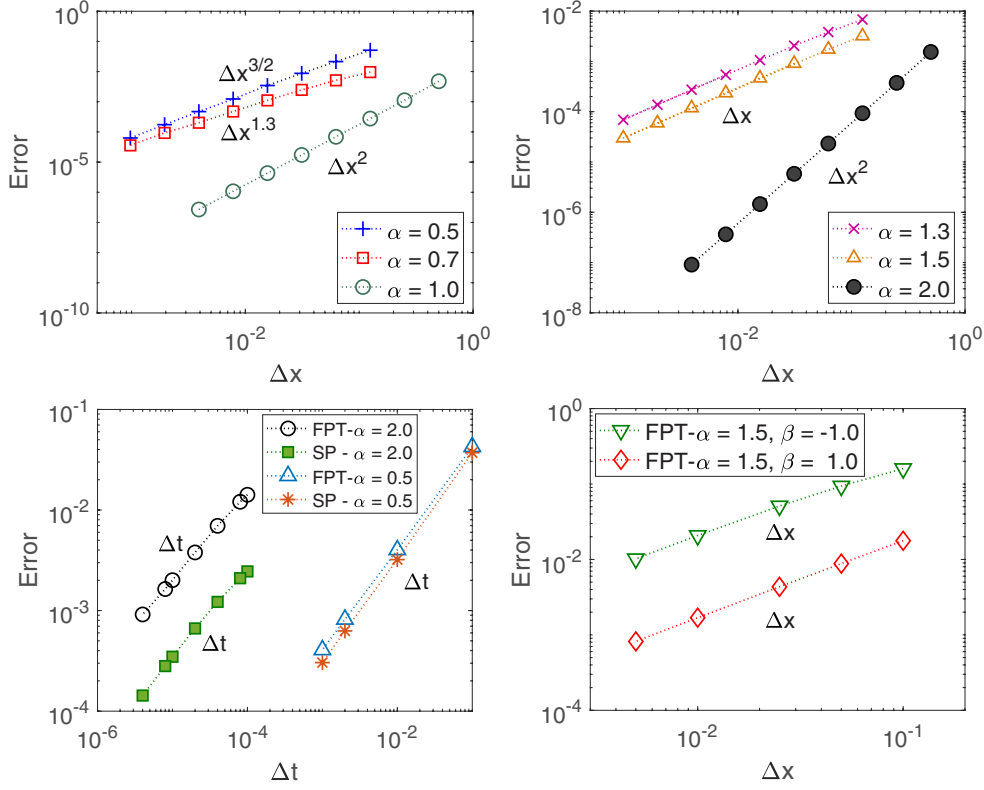 10^0
10^-5
10^-10
Error
Δx^3/2
Δx^1.3
Δx^2
α = 0.5
α = 0.7
α = 1.0
10^-2
10^0
Δx
10^-2
10^-4
10^-6
10^-8
Error
Δx
Δx^2
α = 1.3
α = 1.5
α = 2.0
10^-2
10^0
Δx
10^-1
10^-2
10^-3
10^-4
Error
FPT-α = 2.0
SP - α = 2.0
FPT-α = 0.5
SP - α = 0.5
Δt
Δt
Δt
10^-6
10^-4
10^-2
Δt
10^0
10^-2
10^-4
Error
FPT-α = 1.5, β = -1.0
FPT-α = 1.5, β = 1.0
Δx
Δx
10^-2
10^-1
Δx